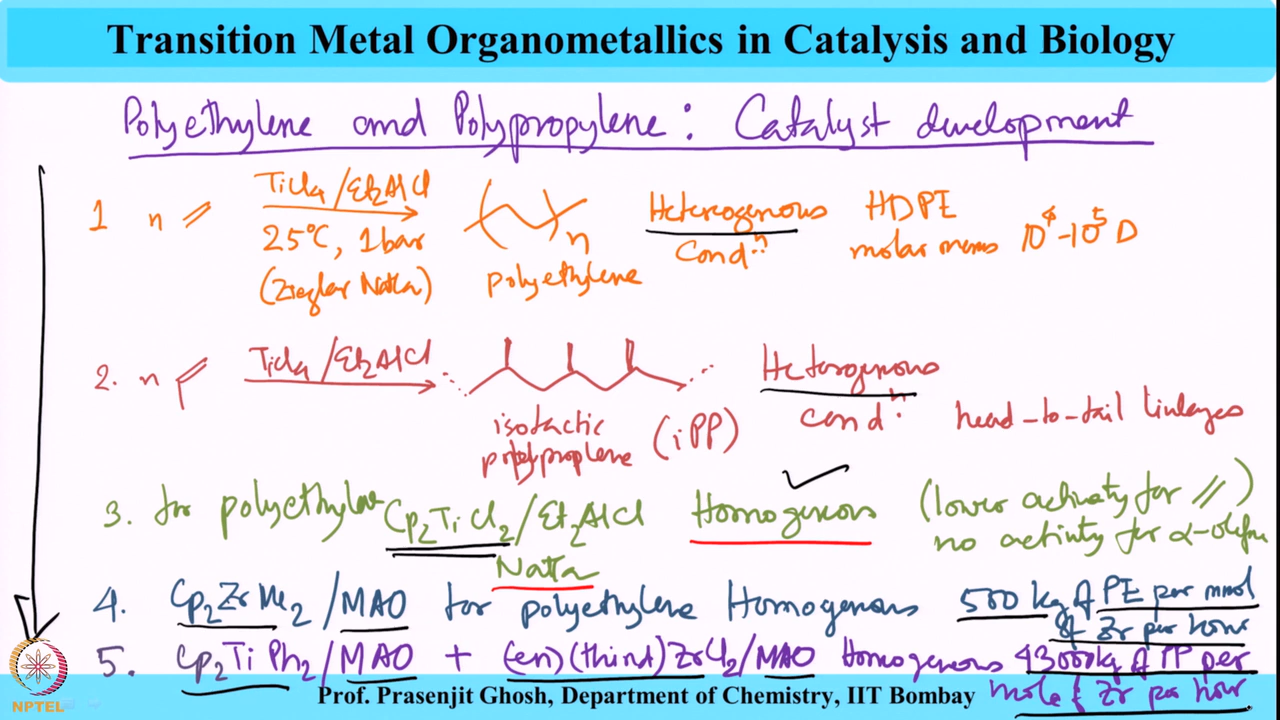 Transition Metal Organometallics in Catalysis and Biology
Polyethylene and Polypropylene: Catalyst development
1 n TiCl4/Et2AlCl n Heterogenous HDPE
25°C, 1bar Condn: molar mass 10^4-10^5 D
(Ziegler Natta) polyethylene
2. n TiCl4/Et2AlCl Heterogenous
isotactic (iPP) condn: head-to-tail linkages
polyproplene
3. for polyethylene Cp2TiCl2/Et2AlCl Homogenous (lower activity for //)
Natta no activity for α-olefins
4. Cp2ZrMe2/MAO for polyethylene Homogenous 500 kg of PE per mmol
of Zr per hour
5. Cp2TiPh2/MAO + (en)(thind)ZrCl2/MAO Homogenous 43000kg of PP per
mole of Zr per hour
Prof. Prasenjit Ghosh, Department of Chemistry, IIT Bombay
NPTEL